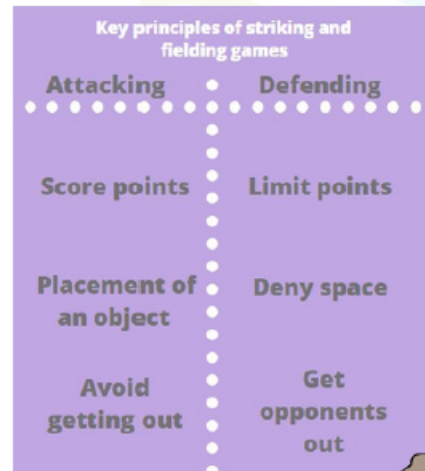 Key principles of striking and
fielding games
Attacking
Defending
Score points
Limit points
Placement of
an object
Deny space
Avoid
getting out
Get
opponents
out